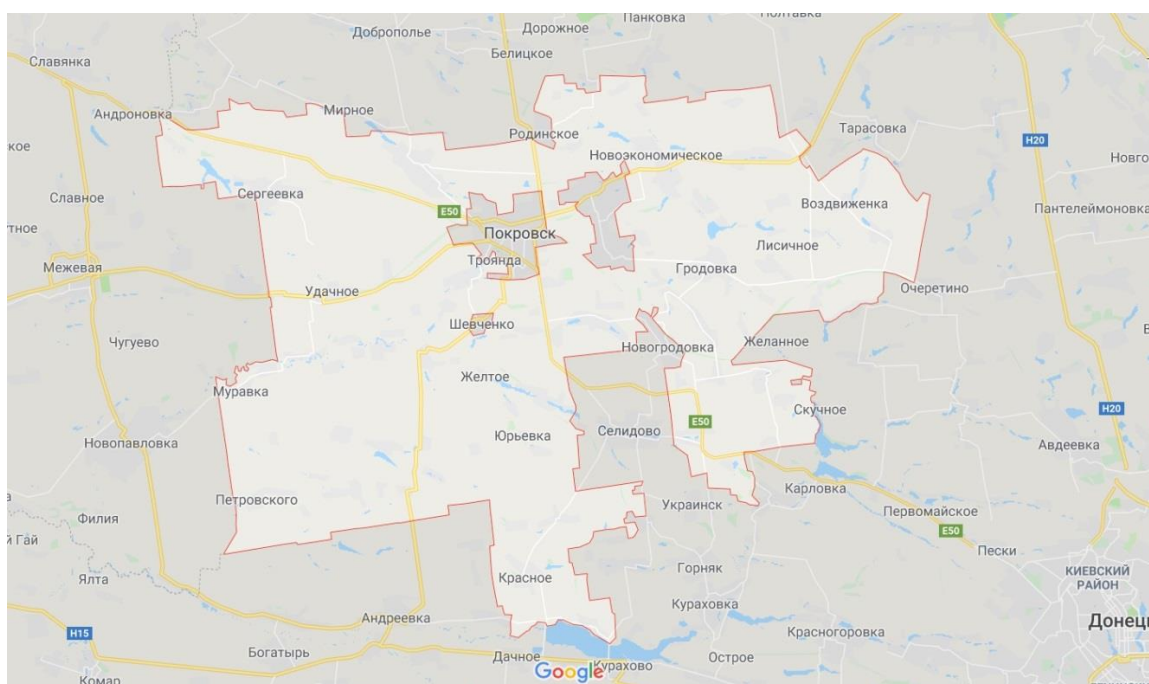 Панковка
Полтавка
Дорожное
Доброполье
Белицкое
Славянка
Андроновка
Мирное
Родинское
Тарасовка
H20
кое
Новоэкономическое
Новго
Славное
Сергеевка
E50
Воздвиженка
Пантелеймоновка
утное
Покровск
Лисичное
Межевая
Троянда
Гродовка
Удачное
Очеретино
Шевченко
Чугуево
Новогродовка
Желанное
В
Желтое
Муравка
Скучное
H20
E50
Селидово
Юрьевка
Новопавловка
Авдеевка
а
Петровского
Карловка
Украинск
Первомайское
Филия
E50
й Гай
Пески
Горняк
КИЕВСКИЙ
РАЙОН
Ялта
Красное
Кураховка
Андреевка
Донецк
H15
Красногоровка
Богатырь
Дачное
Google
Курахово
Острое
Комар